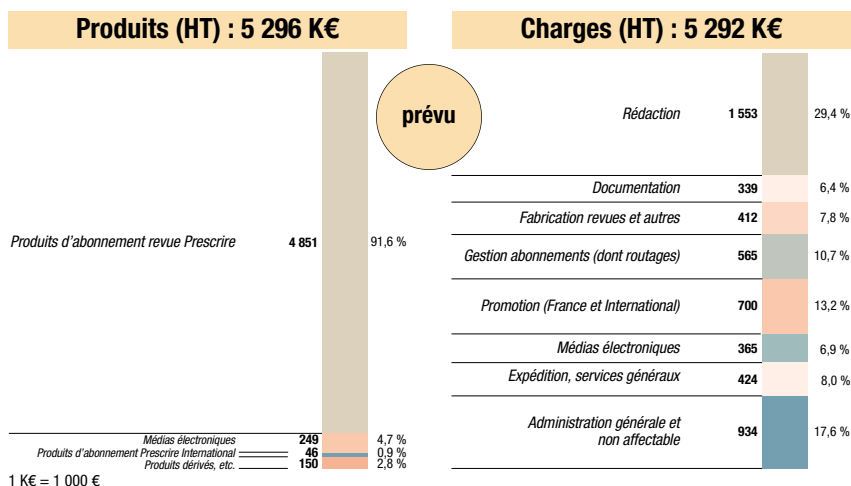 Produits (HT) : 5 296 K€
Produits d'abonnement revue Prescrire 4 851 91,6 %
Médias électroniques 249 4,7 %
Produits d'abonnement Prescrire International 46 0,9 %
Produits dérivés, etc. 150 2,8 %
1 K€ = 1 000 €
prévu
Charges (HT) : 5 292 K€
Rédaction 1 553 29,4 %
Documentation 339 6,4 %
Fabrication revues et autres 412 7,8 %
Gestion abonnements (dont routages) 565 10,7 %
Promotion (France et International) 700 13,2 %
Médias électroniques 365 6,9 %
Expédition, services généraux 424 8,0 %
Administration générale et
non affectable 934 17,6 %